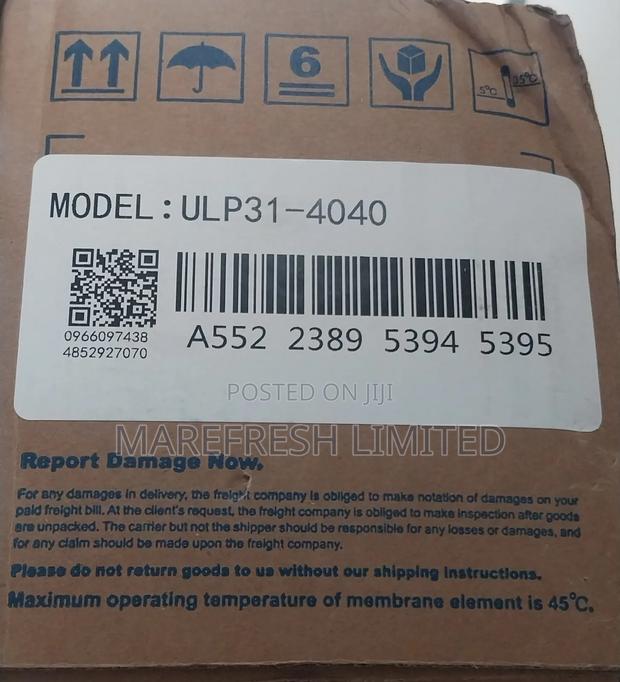 6
5°C
35°C
MODEL:ULP31-4040
0966097438
4852927070
A552 2389 5394 5395
POSTED ON JIJI
MAREFRESH LIMITED
Report Damage Now.
For any damages in delivery, the freight company is obliged to make notation of damages on your
paid freight bill. At the client's request, the freight company is obliged to make inspection after goods
are unpacked. The carrier but not the shipper should be responsible for any losses or damages, and
for any claim should be made upon the freight company.
Please do not return goods to us without our shipping instructions.
Maximum operating temperature of membrane element is 45℃.